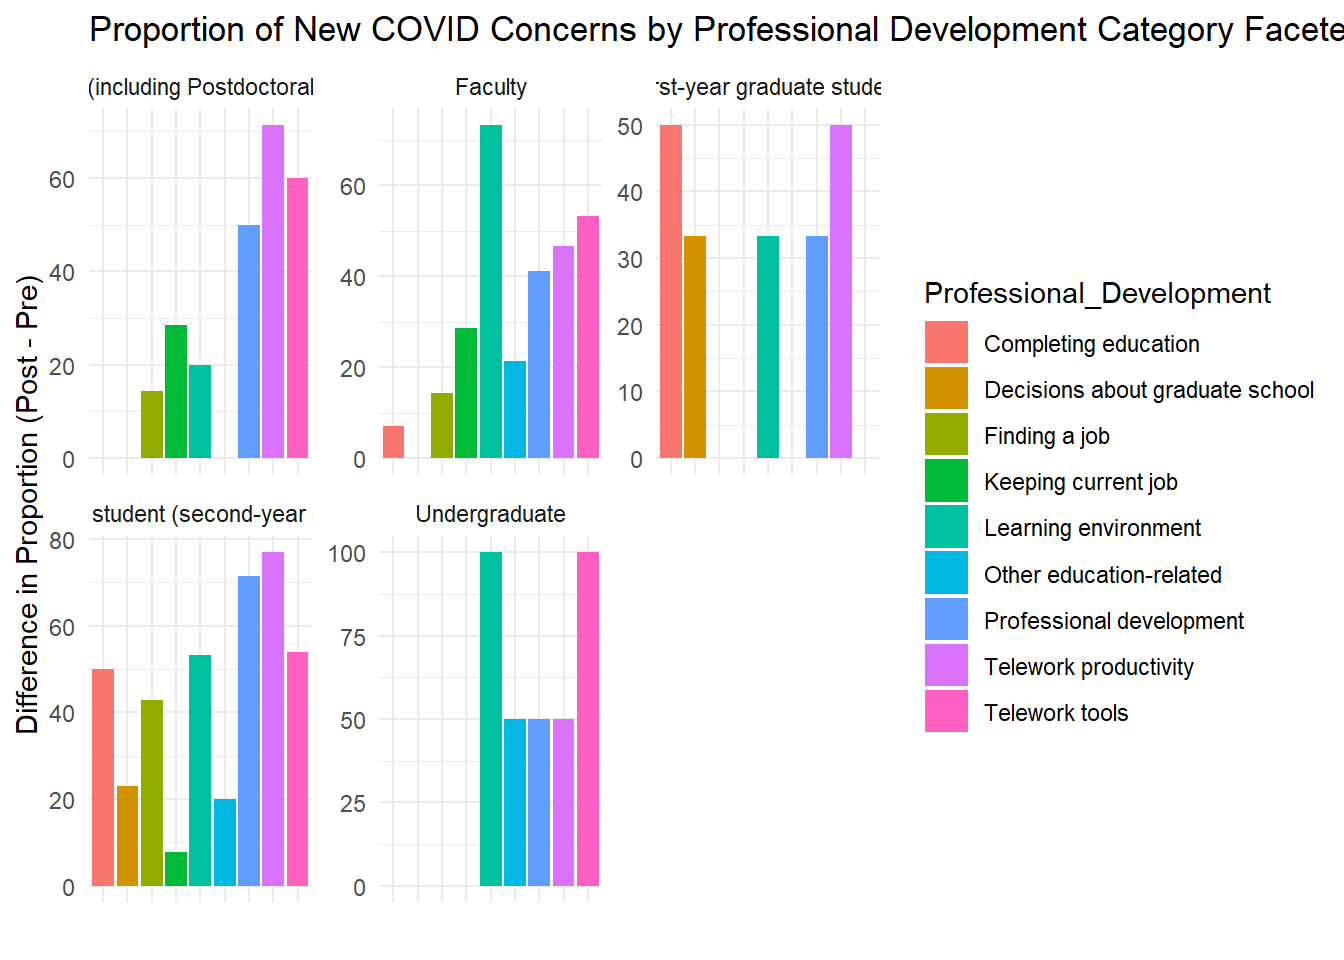 Proportion of New COVID Concerns by Professional Development Category Facete
(including Postdoctoral
Faculty
rst-year graduate stude
60
40
20
0
60
40
20
0
50
40
30
20
10
0
Difference in Proportion (Post - Pre)
student (second-year
Undergraduate
80
60
40
20
0
100
75
50
25
0
Professional_Development
Completing education
Decisions about graduate school
Finding a job
Keeping current job
Learning environment
Other education-related
Professional development
Telework productivity
Telework tools